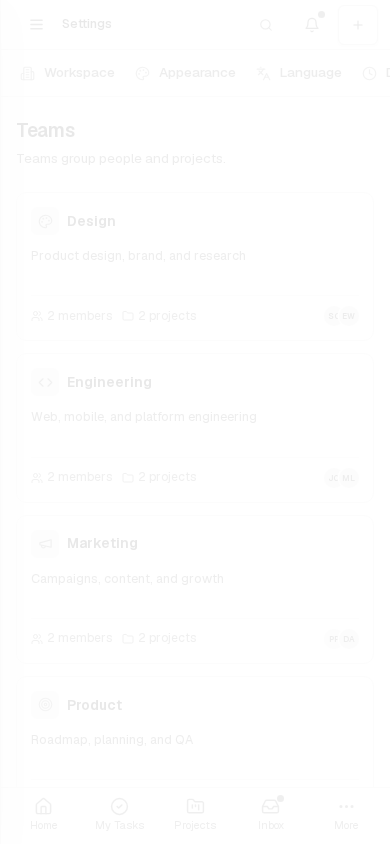 Settings
Workspace Appearance Language
Teams
Teams group people and projects.
Design
Product design, brand, and research
2 members 2 projects EW
Engineering
Web, mobile, and platform engineering
2 members 2 projects ML
Marketing
Campaigns, content, and growth
2 members 2 projects PF DA
Product
Roadmap, planning, and QA
Home My Tasks Projects Inbox More